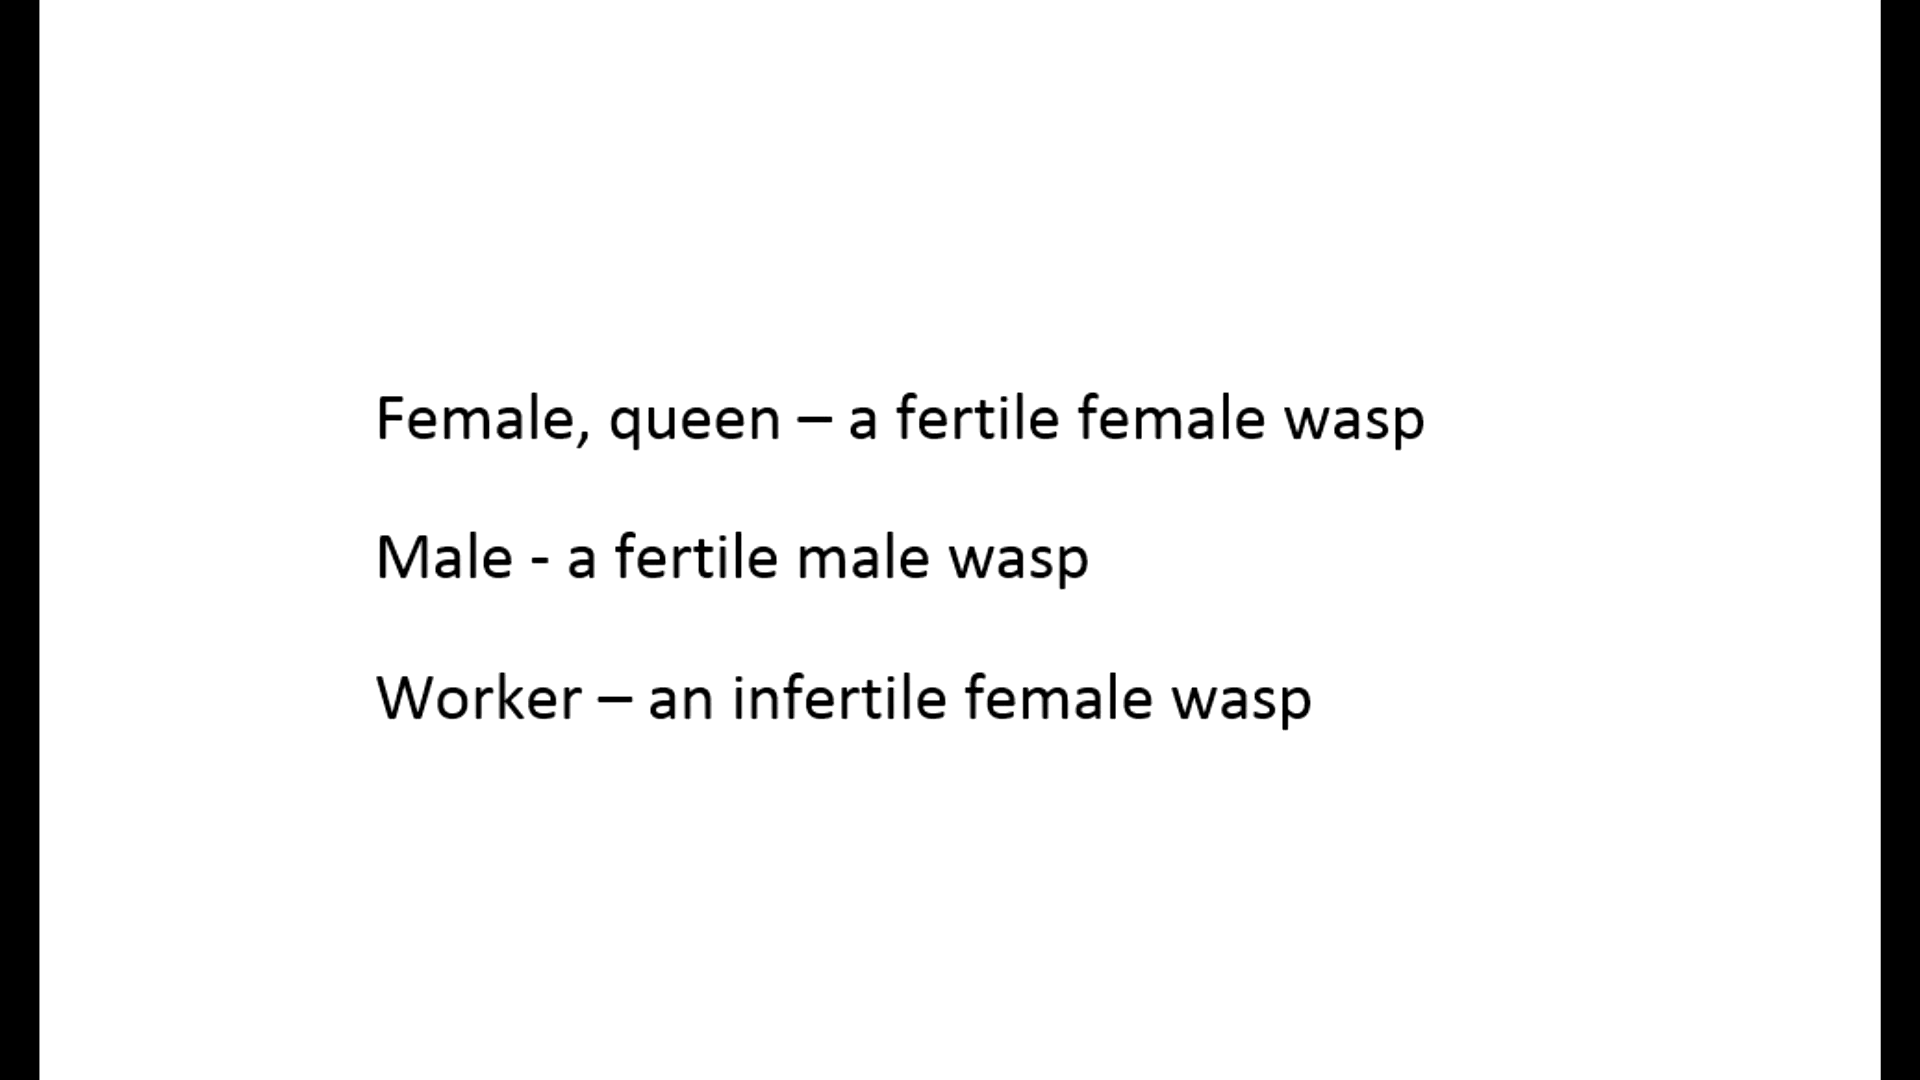 Female, queen – a fertile female wasp
Male - a fertile male wasp
Worker – an infertile female wasp